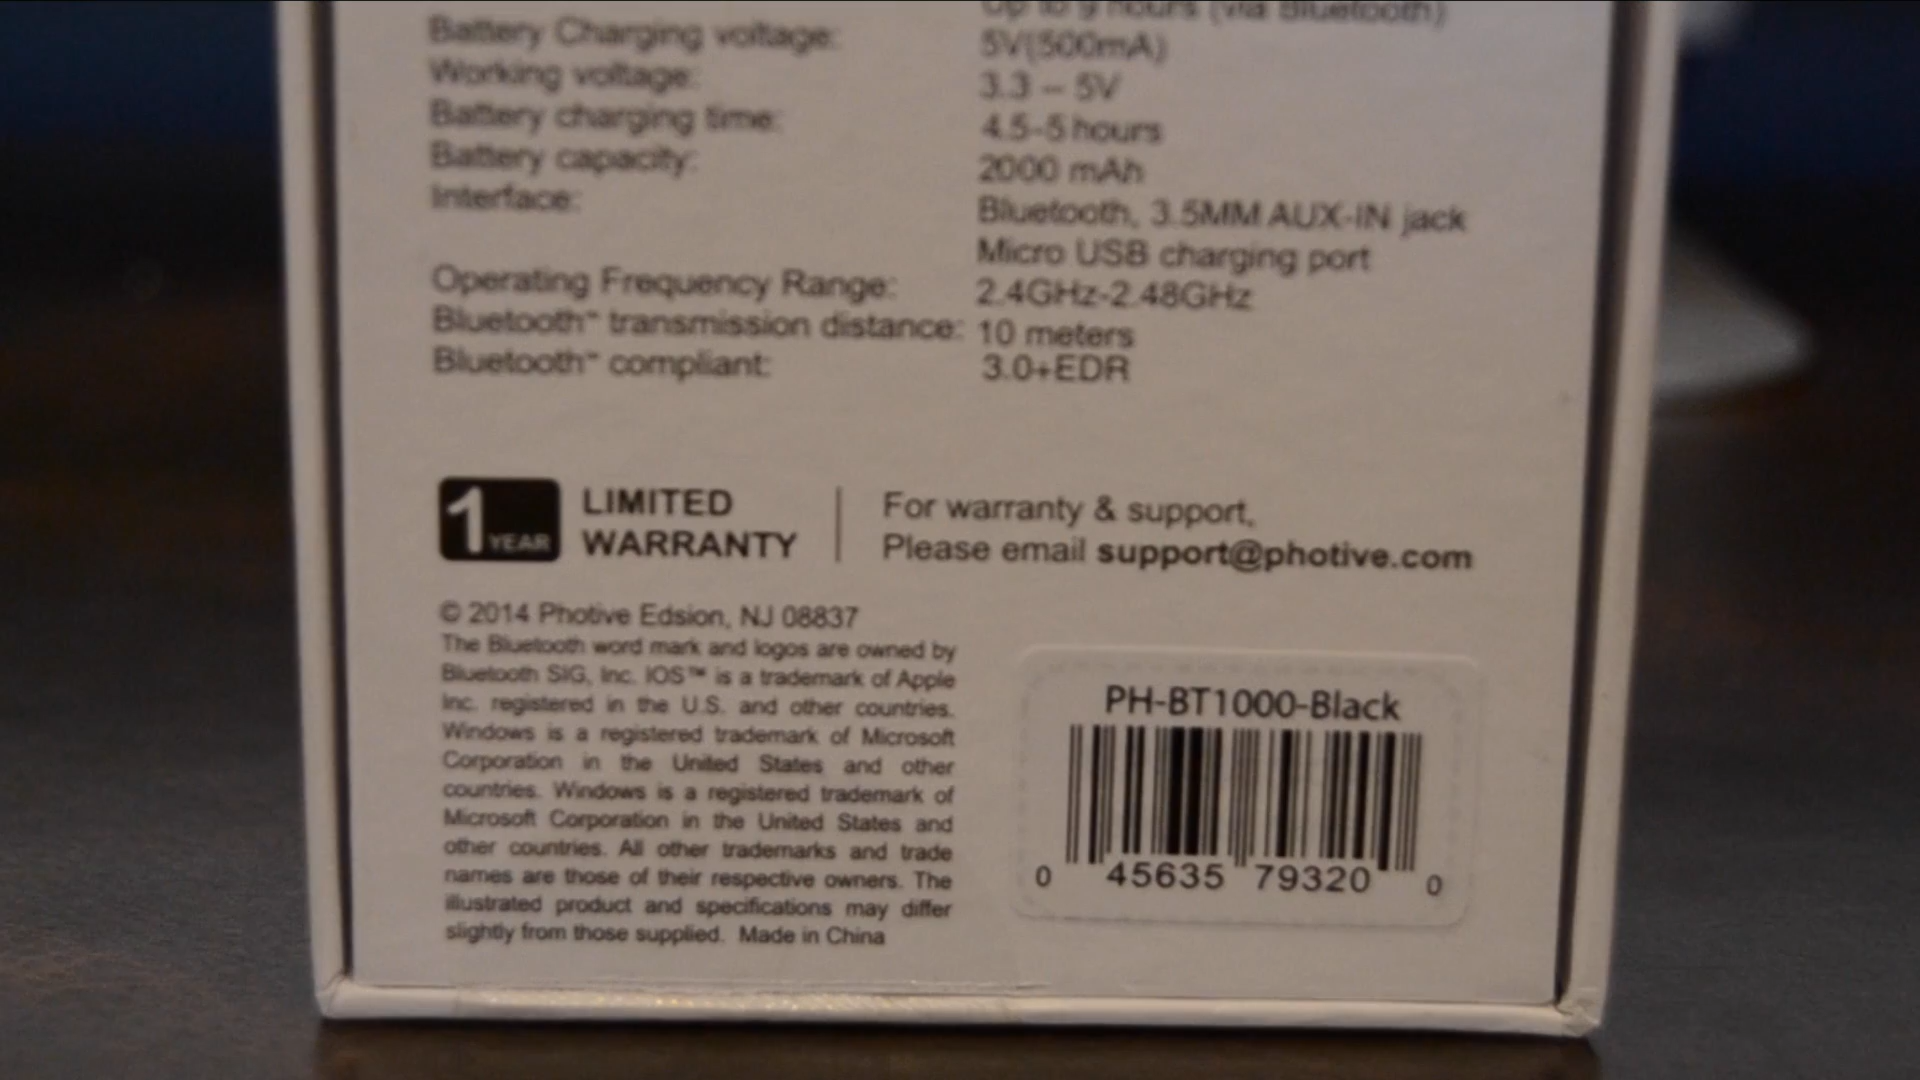 Up to 9 hours (via Bluetooth)
Battery Charging voltage: 5V(500mA)
Working voltage: 3.3 – 5V
Battery charging time: 4.5-5 hours
Battery capacity: 2000 mAh
Interface: Bluetooth, 3.5MM AUX-IN jack
Micro USB charging port
Operating Frequency Range: 2.4GHz-2.48GHz
Bluetooth™ transmission distance: 10 meters
Bluetooth™ compliant: 3.0+EDR
1 YEAR
LIMITED
WARRANTY
For warranty & support,
Please email support@photive.com
© 2014 Photive Edsion, NJ 08837
The Bluetooth word mark and logos are owned by
Bluetooth SIG, Inc. IOS™ is a trademark of Apple
Inc. registered in the U.S. and other countries.
Windows is a registered trademark of Microsoft
Corporation in the United States and other
countries. Windows is a registered trademark of
Microsoft Corporation in the United States and
other countries. All other trademarks and trade
names are those of their respective owners. The
illustrated product and specifications may differ
slightly from those supplied. Made in China
PH-BT1000-Black
0 45635 79320 0